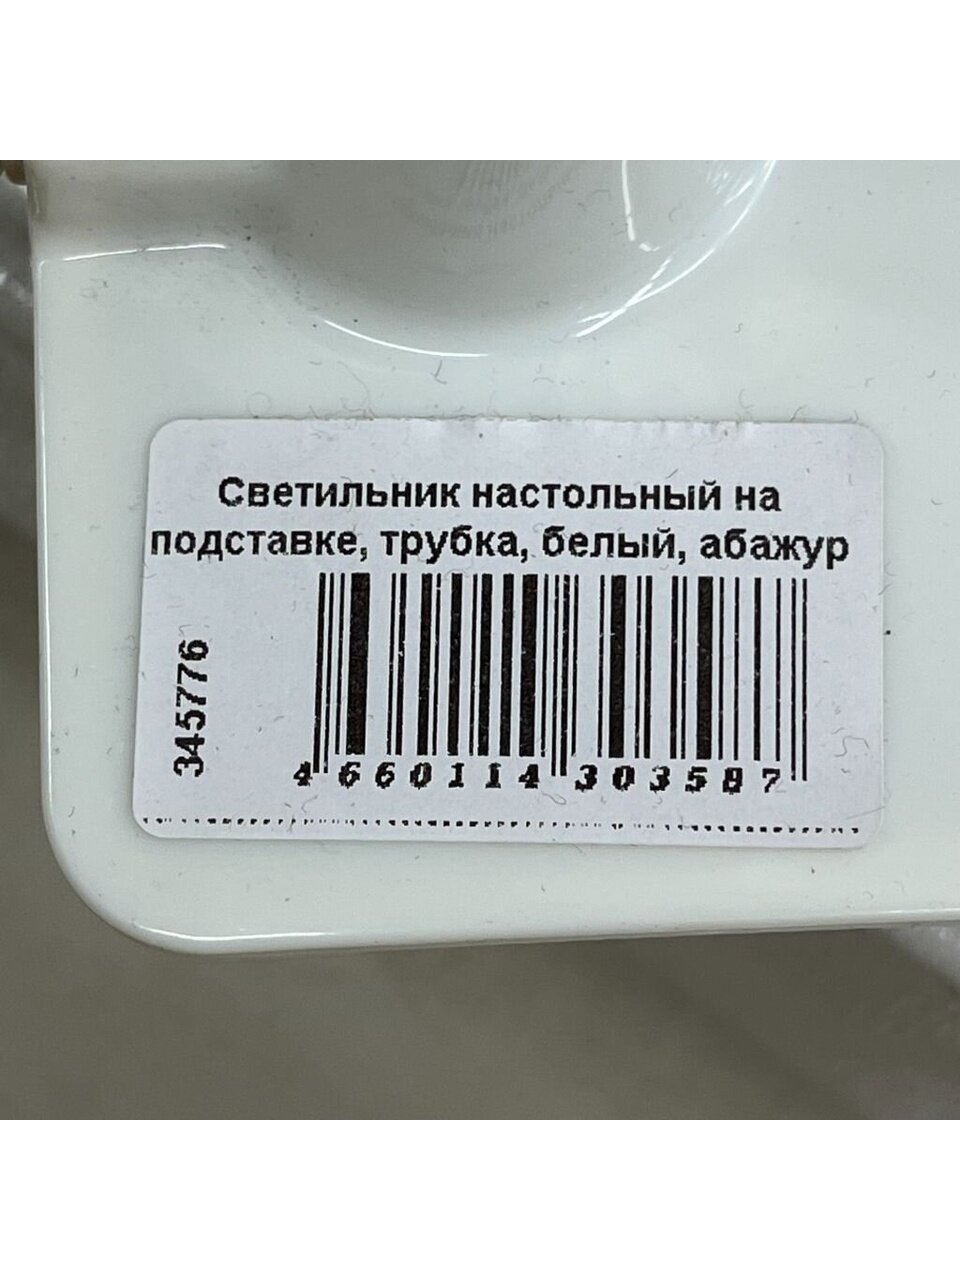 Светильник настольный на
подставке, трубка, белый, абажур
345776
4 660114 303587